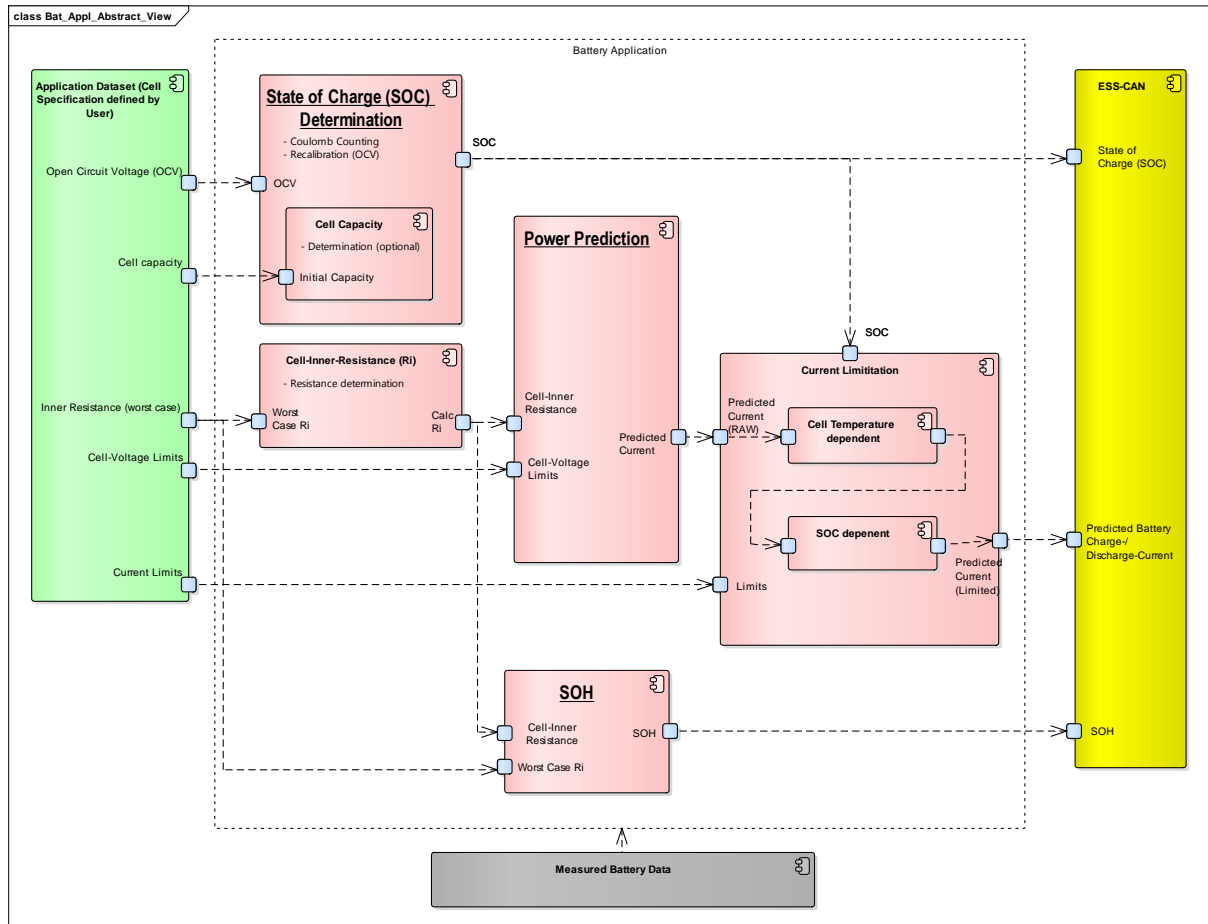 class Bat_Appl_Abstract_View
Battery Application
Application Dataset (Cell
Specification defined by
User)
Open Circuit Voltage (OCV)
Cell capacity
Inner Resistance (worst case)
Cell-Voltage Limits
Current Limits
State of Charge (SOC)
Determination
- Coulomb Counting
- Recalibration (OCV)
OCV
SOC
Cell Capacity
- Determination (optional)
Initial Capacity
Cell-Inner-Resistance (Ri)
- Resistance determination
Worst
Case Ri
Calc
Ri
Power Prediction
Cell-Inner
Resistance
Cell-Voltage
Limits
Predicted
Current
SOC
Current Limititation
Predicted
Current
(RAW)
Cell Temperature
dependent
SOC depenent
Predicted
Current
(Limited)
Limits
SOH
Cell-Inner
Resistance
SOH
Worst Case Ri
ESS-CAN
State of
Charge (SOC)
Predicted Battery
Charge-/
Discharge-Current
SOH
Measured Battery Data